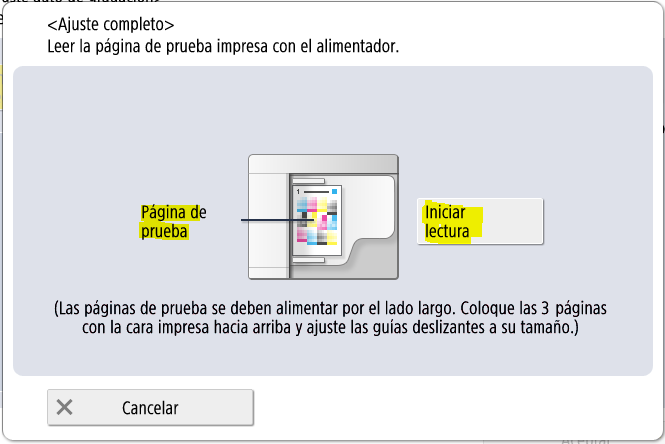 <Ajuste completo>
Leer la página de prueba impresa con el alimentador.
Página de
prueba
1
Iniciar
lectura
(Las páginas de prueba se deben alimentar por el lado largo. Coloque las 3 páginas
con la cara impresa hacia arriba y ajuste las guías deslizantes a su tamaño.)
Cancelar